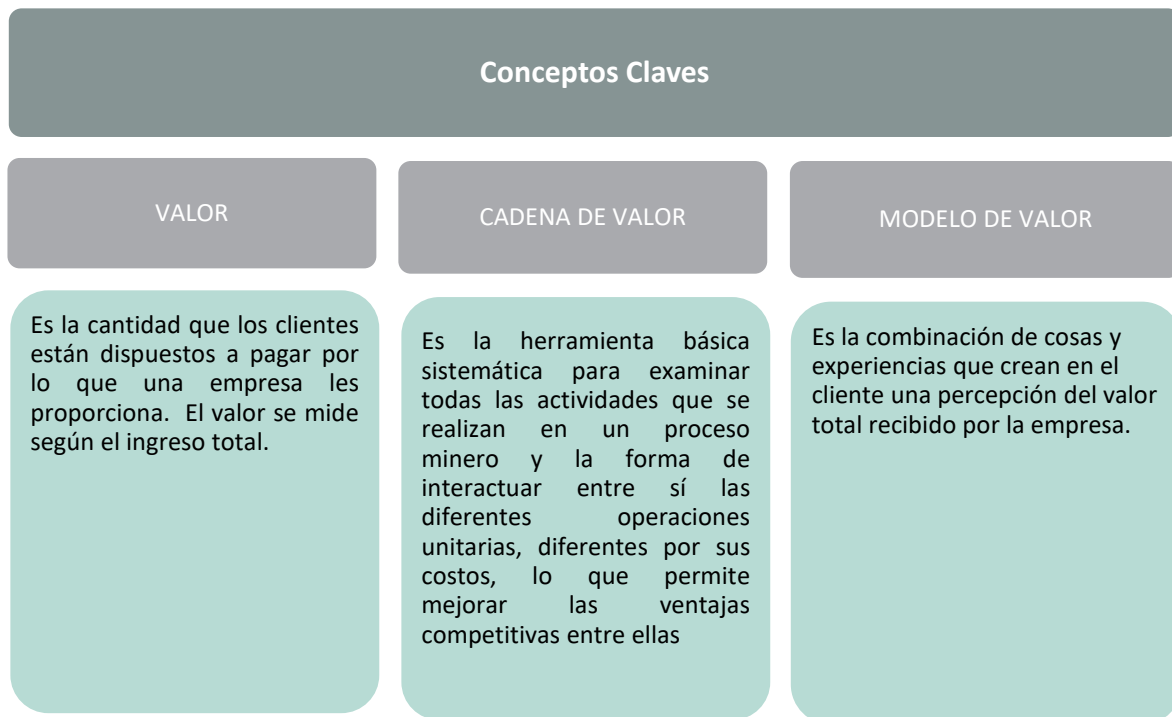 Conceptos Claves
VALOR
Es la cantidad que los clientes
están dispuestos a pagar por
lo que una empresa les
proporciona. El valor se mide
según el ingreso total.
CADENA DE VALOR
Es la herramienta básica
sistemática para examinar
todas las actividades que se
realizan en un proceso
minero y la forma de
interactuar entre sí las
diferentes operaciones
unitarias, diferentes por sus
costos, lo que permite
mejorar las ventajas
competitivas entre ellas
MODELO DE VALOR
Es la combinación de cosas y
experiencias que crean en el
cliente una percepción del valor
total recibido por la empresa.